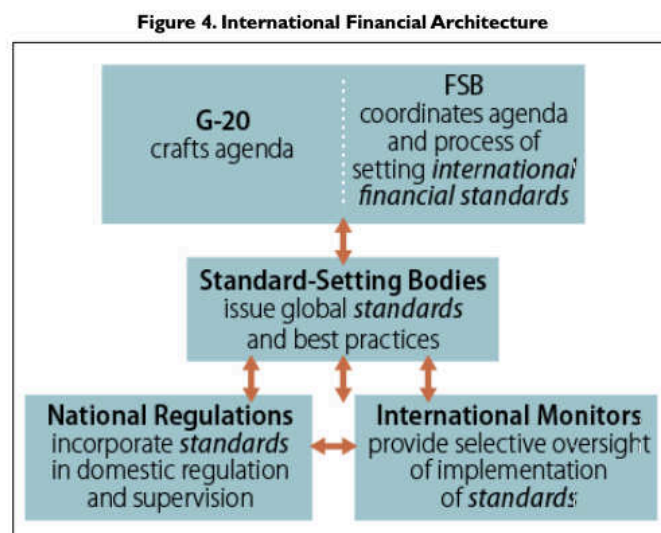 Figure 4. International Financial Architecture
G-20
crafts agenda
FSB
coordinates agenda
and process of
setting international
financial standards
Standard-Setting Bodies
issue global standards
and best practices
National Regulations
incorporate standards
in domestic regulation
and supervision
International Monitors
provide selective oversight
of implementation
of standards